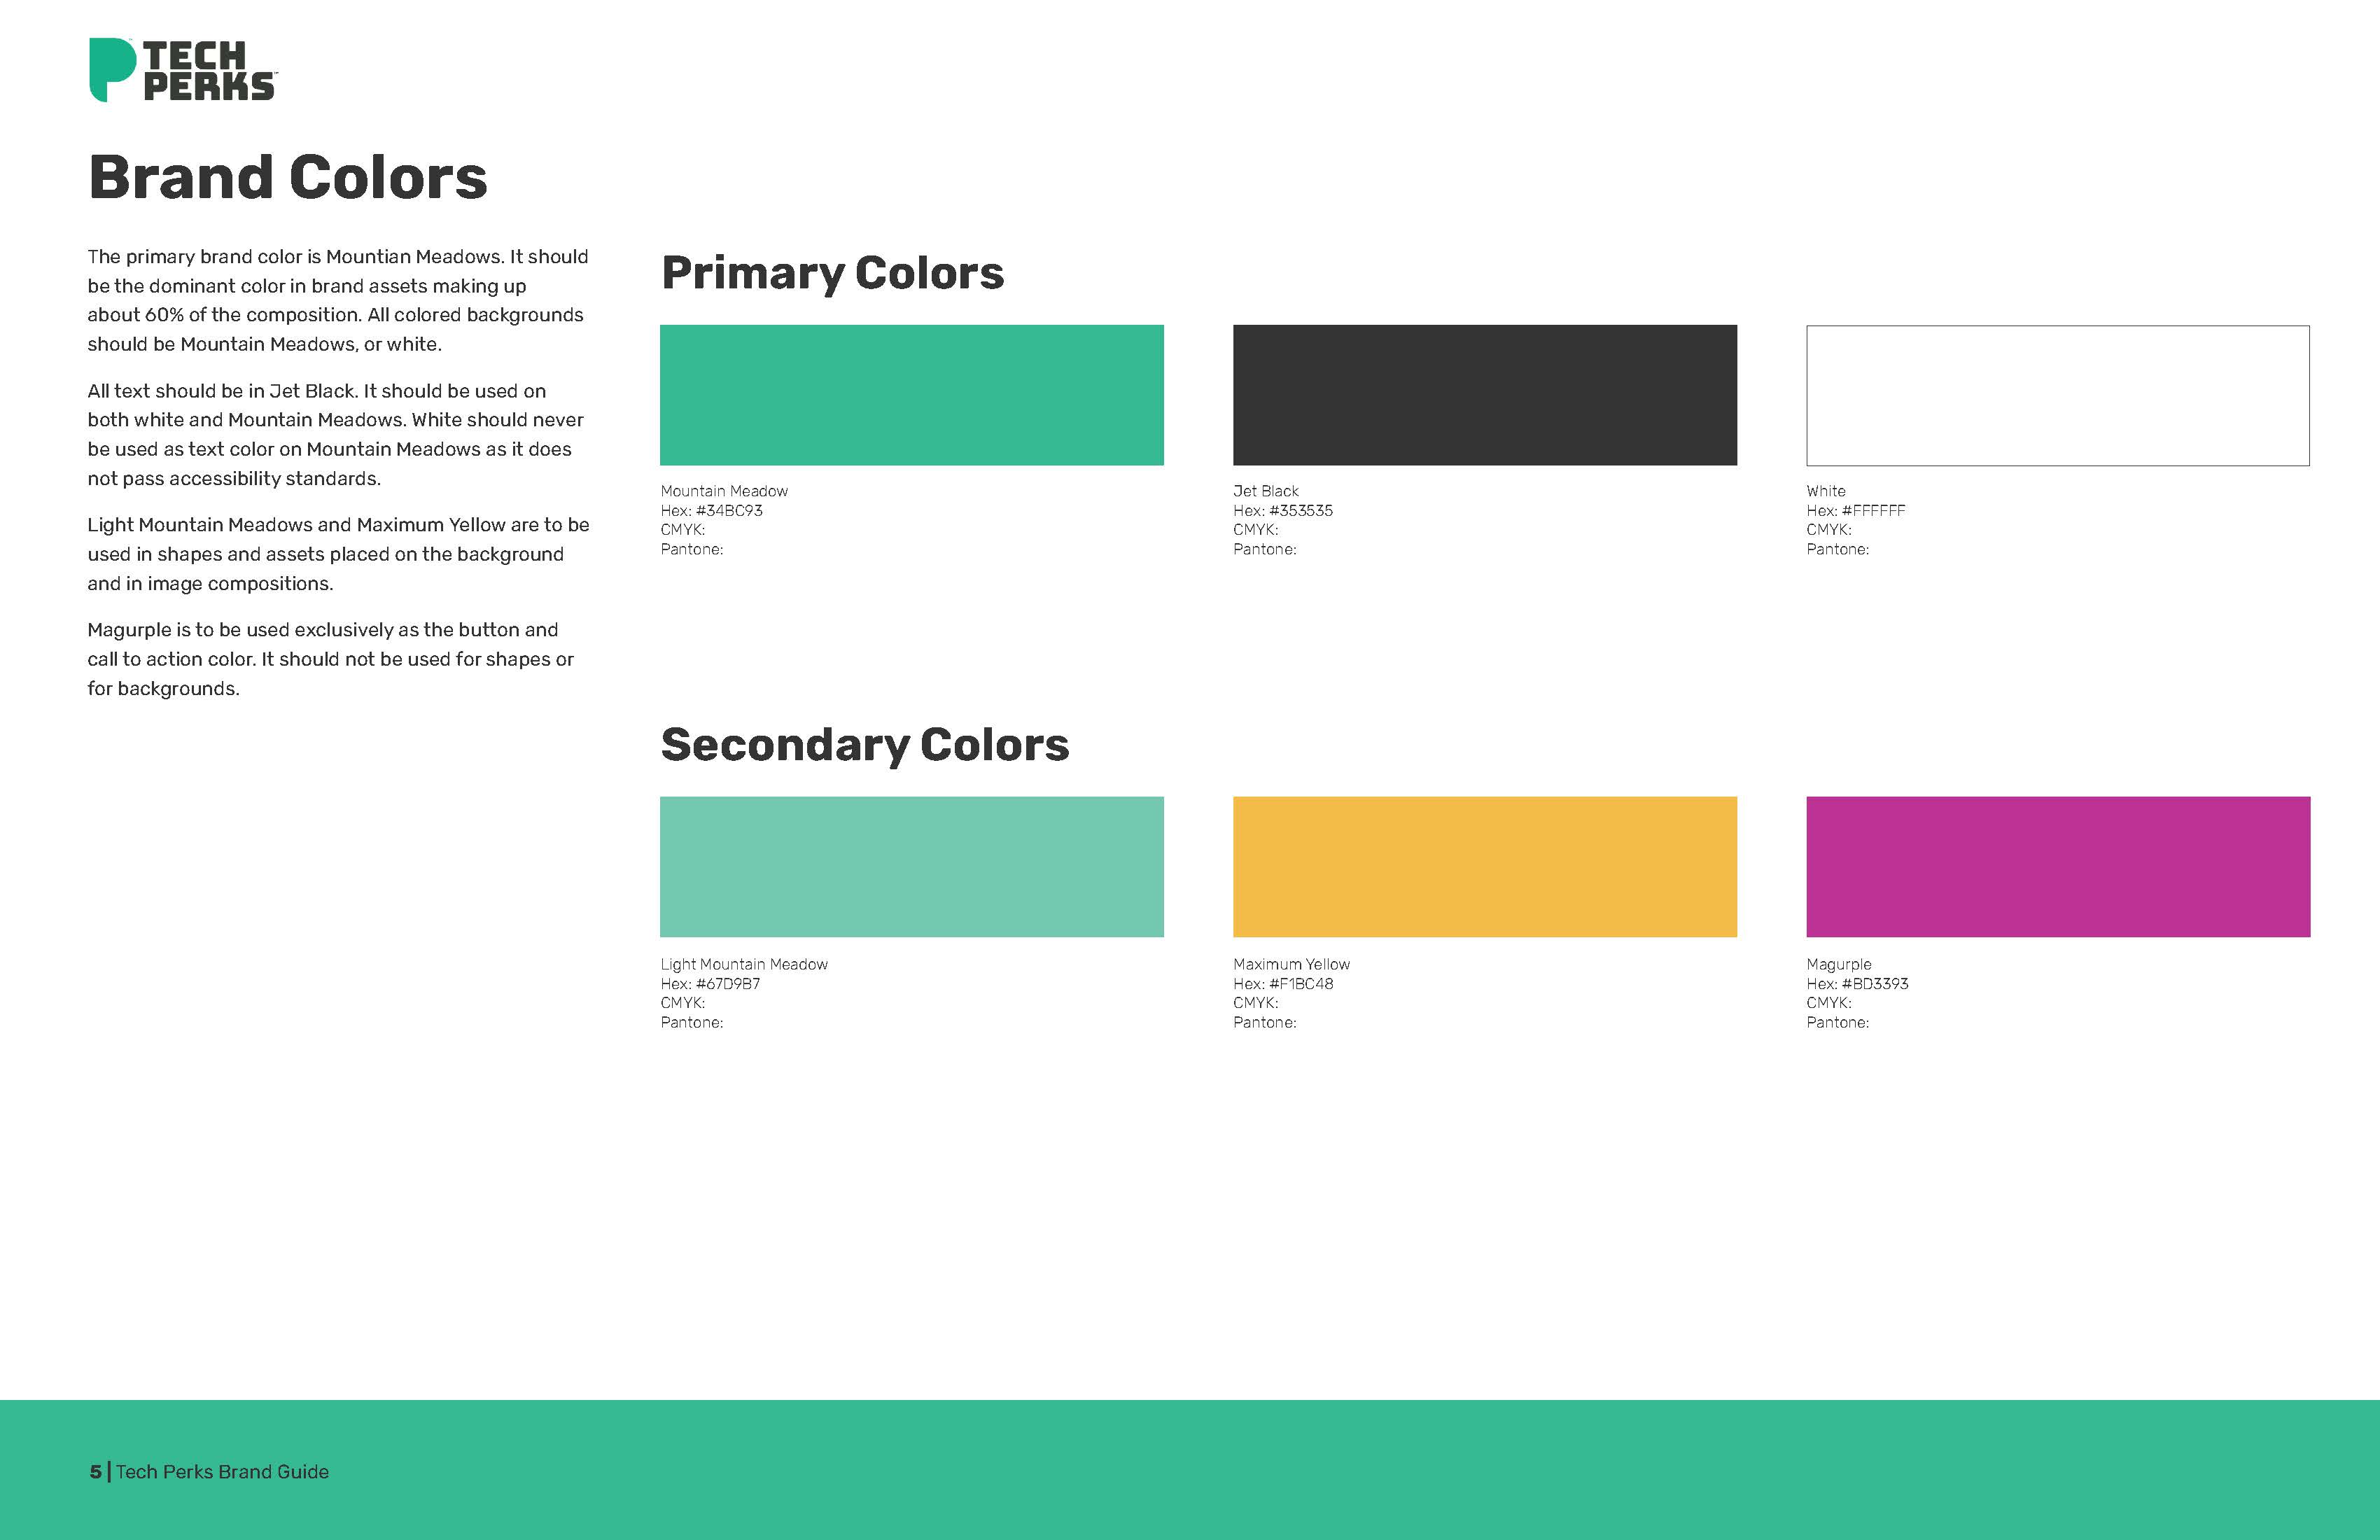 TECH
PERKS™
Brand Colors
The primary brand color is Mountian Meadows. It should
be the dominant color in brand assets making up
about 60% of the composition. All colored backgrounds
should be Mountain Meadows, or white.
All text should be in Jet Black. It should be used on
both white and Mountain Meadows. White should never
be used as text color on Mountain Meadows as it does
not pass accessibility standards.
Light Mountain Meadows and Maximum Yellow are to be
used in shapes and assets placed on the background
and in image compositions.
Magurple is to be used exclusively as the button and
call to action color. It should not be used for shapes or
for backgrounds.
Primary Colors
Mountain Meadow
Hex: #34BC93
CMYK:
Pantone:
Jet Black
Hex: #353535
CMYK:
Pantone:
White
Hex: #FFFFFF
CMYK:
Pantone:
Secondary Colors
Light Mountain Meadow
Hex: #67D9B7
CMYK:
Pantone:
Maximum Yellow
Hex: #F1BC48
CMYK:
Pantone:
Magurple
Hex: #BD3393
CMYK:
Pantone:
5 | Tech Perks Brand Guide